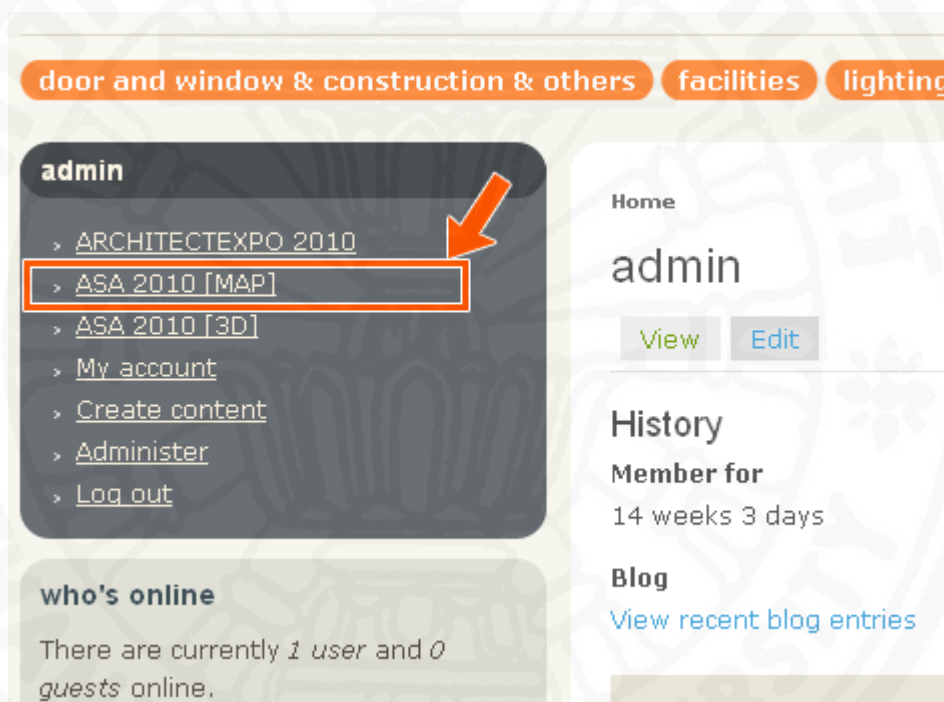 door and window & construction & others facilities lighting
admin
ARCHITECTEXPO 2010
ASA 2010 [MAP]
ASA 2010 [3D]
My account
Create content
Administer
Log out
who's online
There are currently 1 user and 0
guests online.
Home
admin
View Edit
History
Member for
14 weeks 3 days
Blog
View recent blog entries